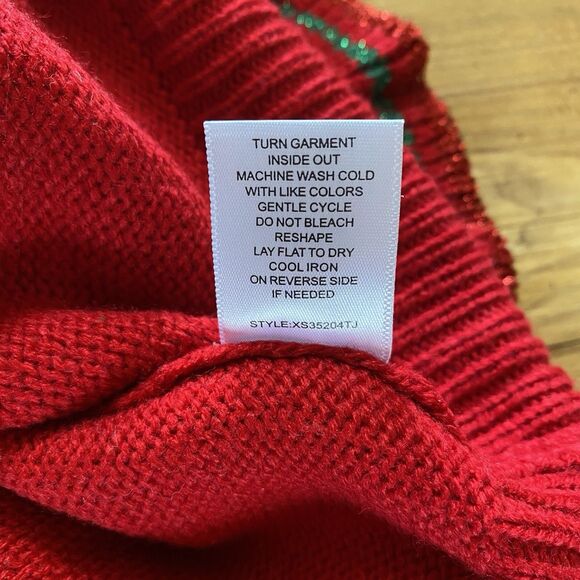 TURN GARMENT
INSIDE OUT
MACHINE WASH COLD
WITH LIKE COLORS
GENTLE CYCLE
DO NOT BLEACH
RESHAPE
LAY FLAT TO DRY
COOL IRON
ON REVERSE SIDE
IF NEEDED
STYLE:XS35204TJ